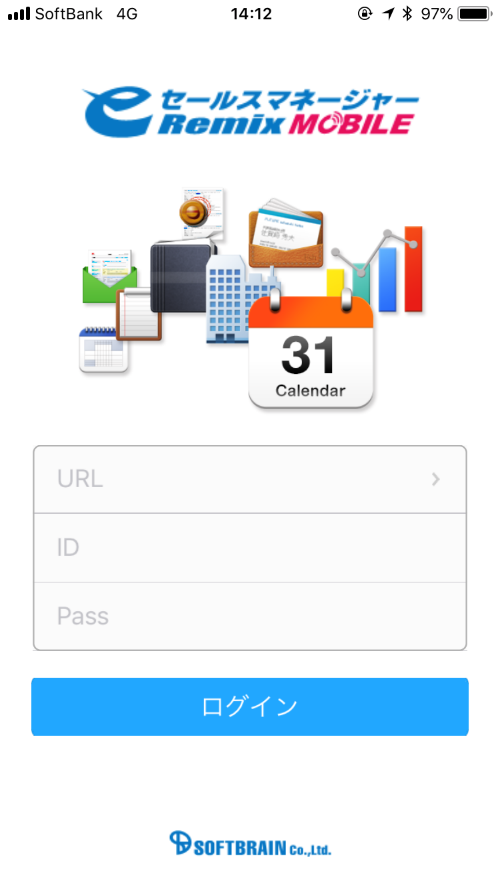 SoftBank 4G 14:12 97%
eセールスマネージャー
Remix MOBILE
31
Calendar
URL
ID
Pass
ログイン
SOFTBRAIN Co.,Ltd.